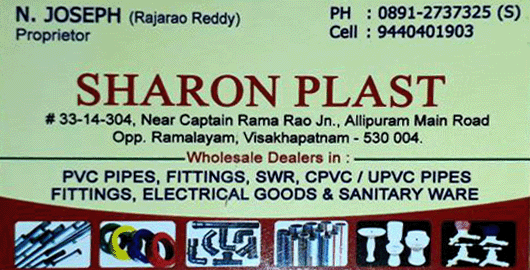 N. JOSEPH (Rajarao Reddy)
Proprietor
PH : 0891-2737325 (S)
Cell : 9440401903
SHARON PLAST
# 33-14-304, Near Captain Rama Rao Jn., Allipuram Main Road
Opp. Ramalayam, Visakhapatnam - 530 004.
Wholesale Dealers in :
PVC PIPES, FITTINGS, SWR, CPVC / UPVC PIPES
FITTINGS, ELECTRICAL GOODS & SANITARY WARE